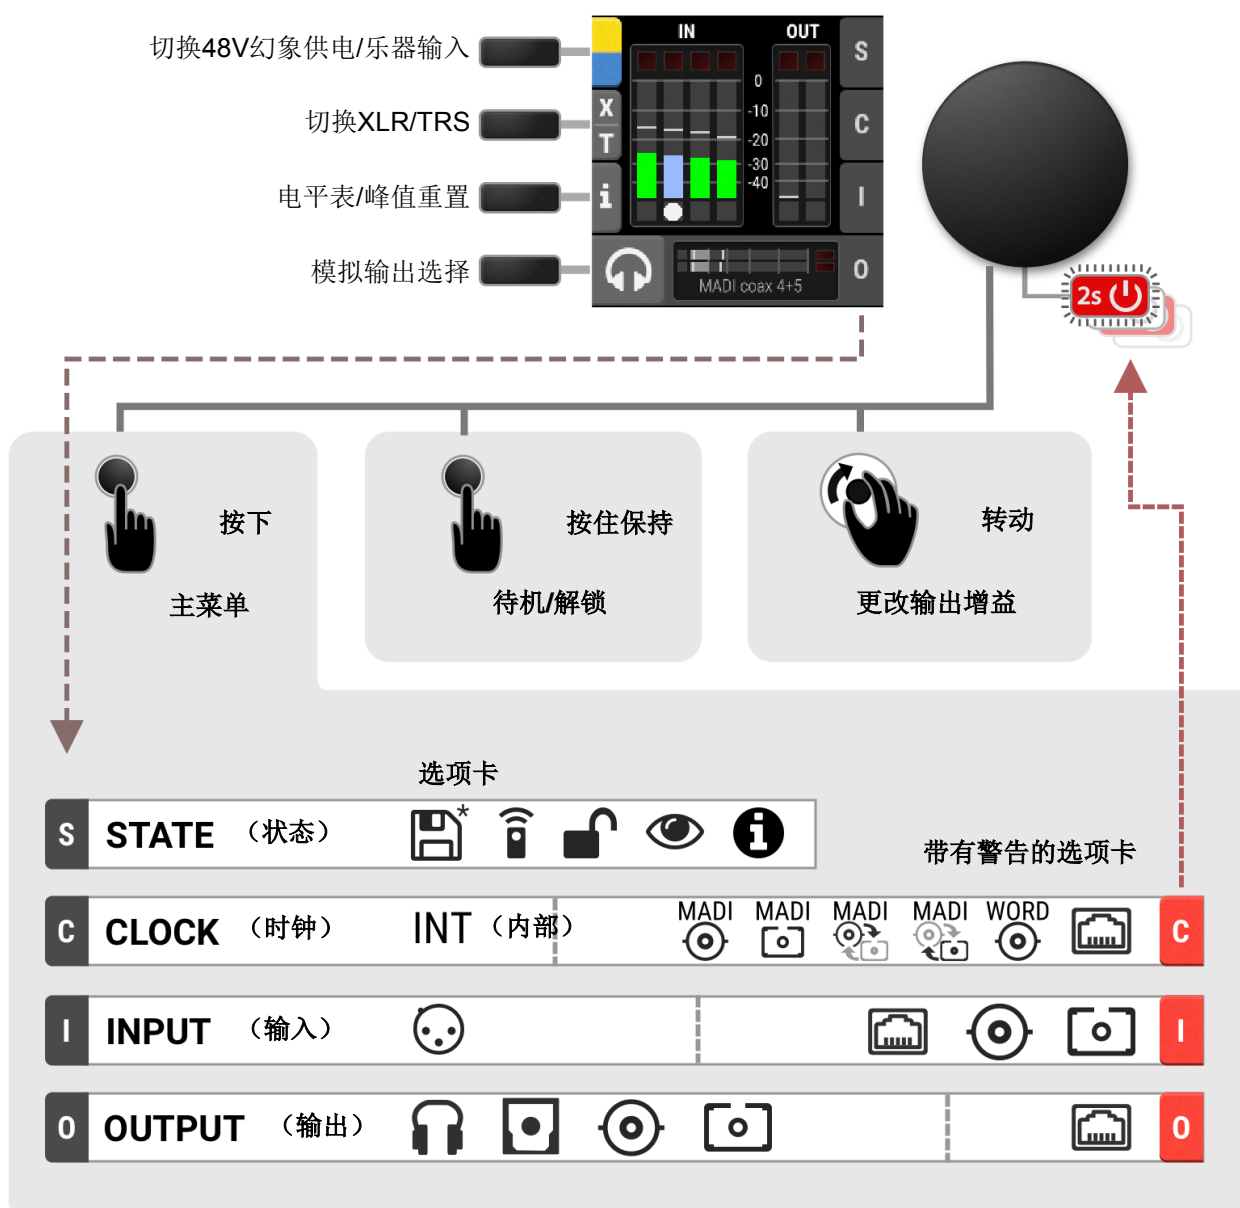 切换48V幻象供电/乐器输入
切换XLR/TRS
电平表/峰值重置
模拟输出选择
IN OUT
S
X
T
C
i
I
O
0
-10
-20
-30
-40
MADI coax 4+5
2s
按下
主菜单
按住保持
待机/解锁
转动
更改输出增益
选项卡
带有警告的选项卡
S STATE （状态） *
C CLOCK （时钟） INT （内部） MADI MADI MADI MADI WORD C
I INPUT （输入） I
O OUTPUT （输出） O